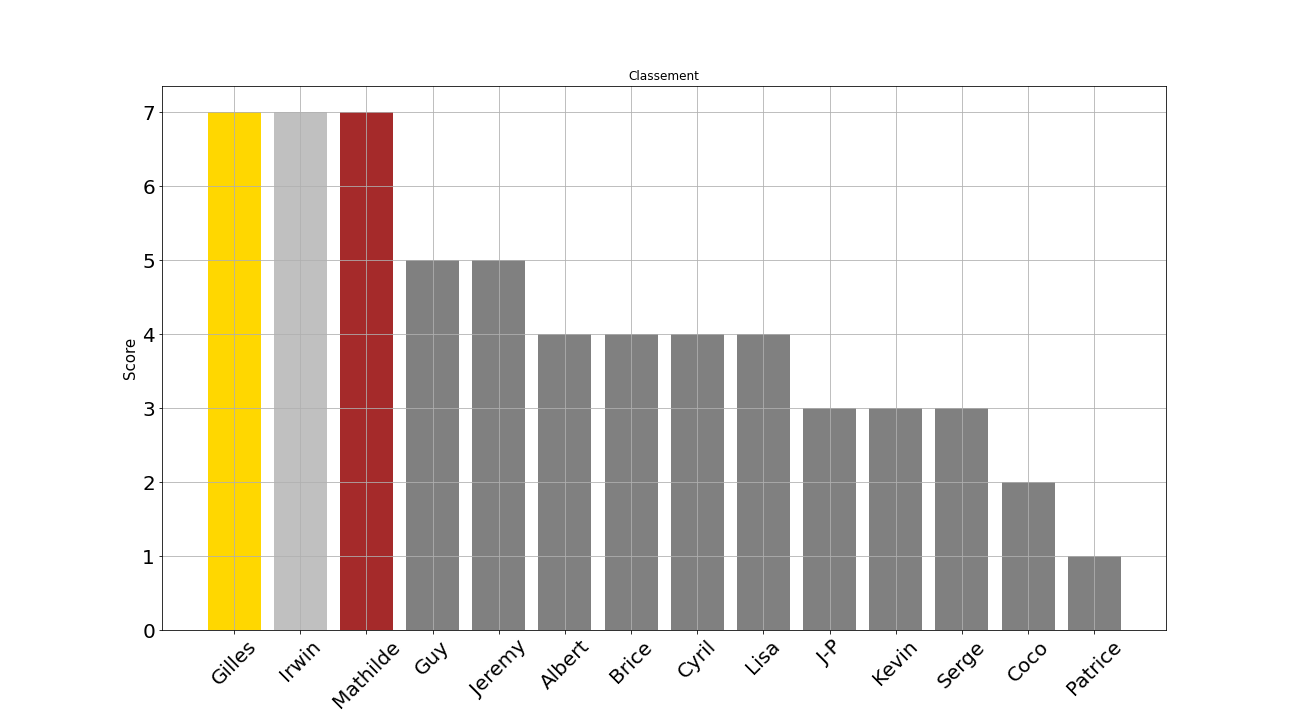 Classement
Score
7
6
5
4
3
2
1
0
Gilles
Irwin
Mathilde
Guy
Jeremy
Albert
Brice
Cyril
Lisa
J-P
Kevin
Serge
Coco
Patrice